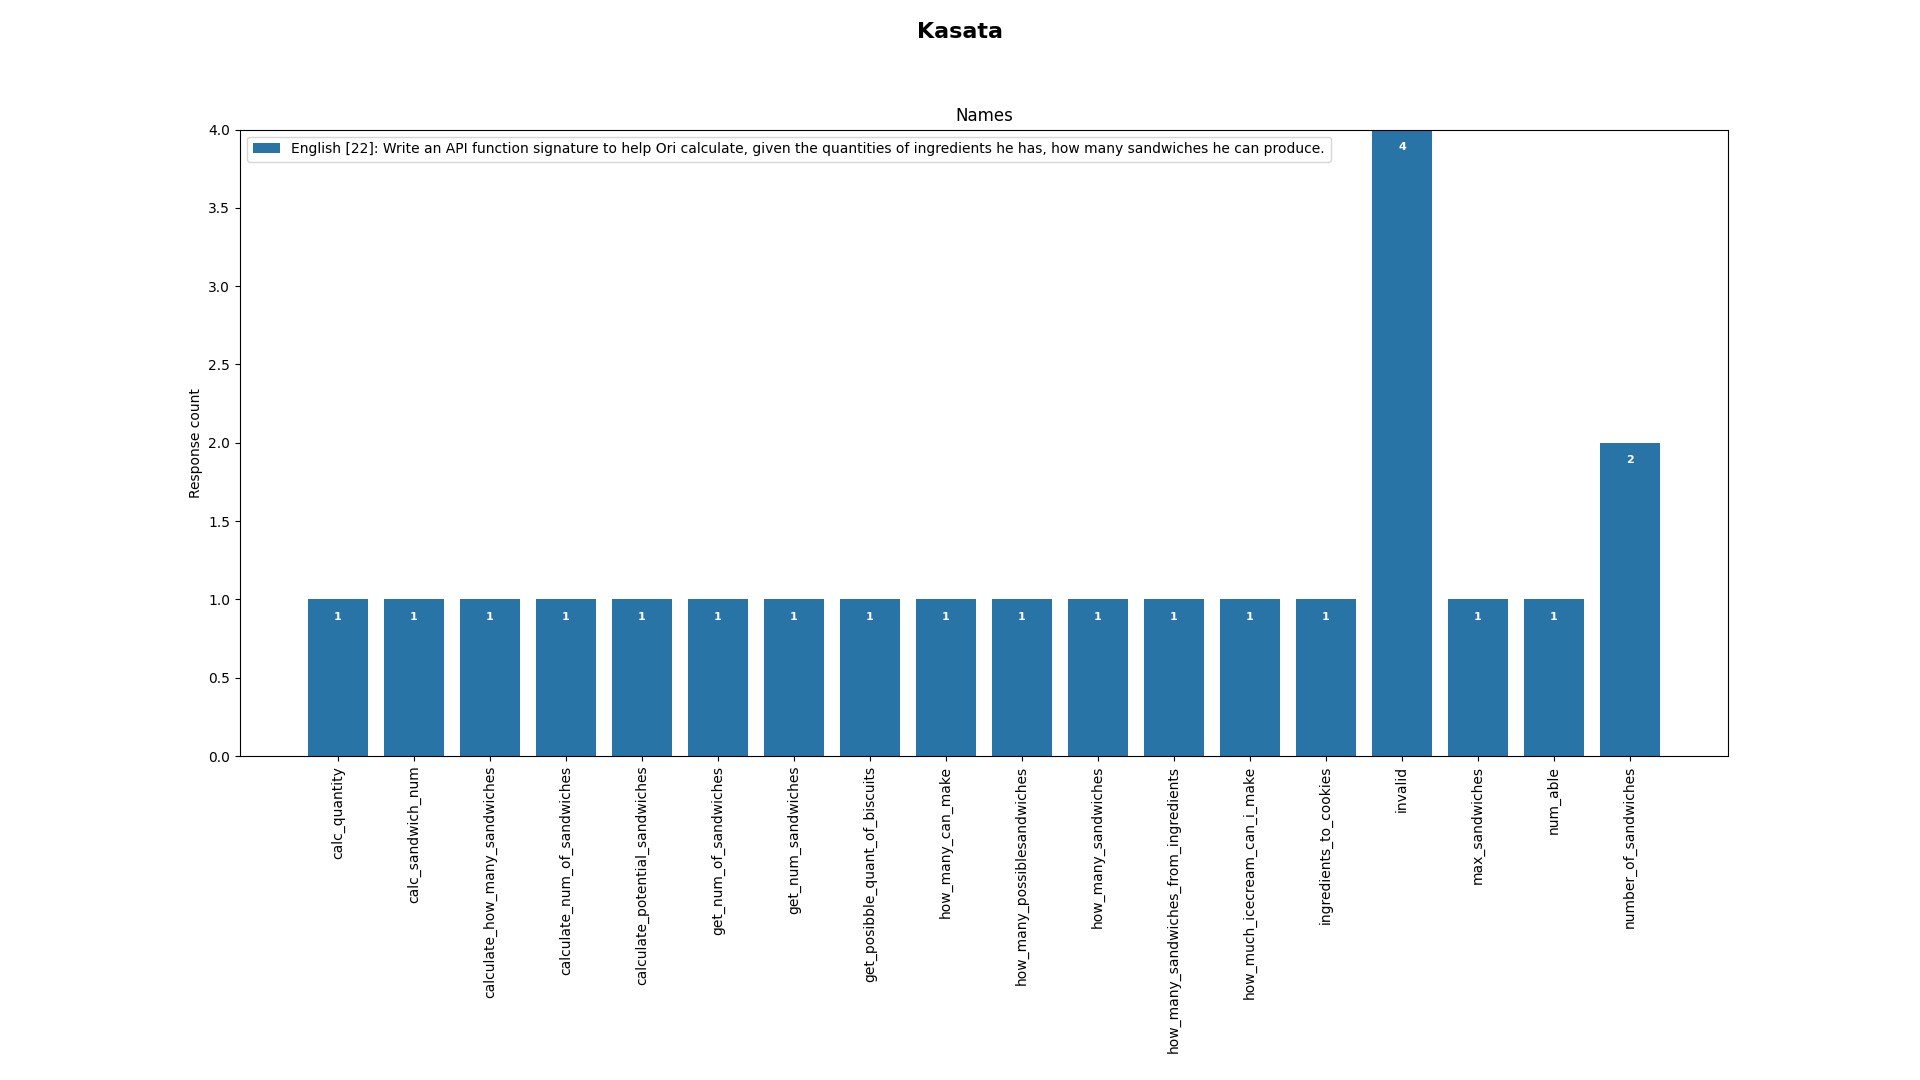 Kasata
Names
English [22]: Write an API function signature to help Ori calculate, given the quantities of ingredients he has, how many sandwiches he can produce.
Response count
4.0
3.5
3.0
2.5
2.0
1.5
1.0
0.5
0.0
1
1
1
1
1
1
1
1
1
1
1
1
1
1
4
1
1
2
calc_quantity
calc_sandwich_num
calculate_how_many_sandwiches
calculate_num_of_sandwiches
calculate_potential_sandwiches
get_num_of_sandwiches
get_num_sandwiches
get_posibble_quant_of_biscuits
how_many_can_make
how_many_possiblesandwiches
how_many_sandwiches
how_many_sandwiches_from_ingredients
how_much_icecream_can_i_make
ingredients_to_cookies
invalid
max_sandwiches
num_able
number_of_sandwiches